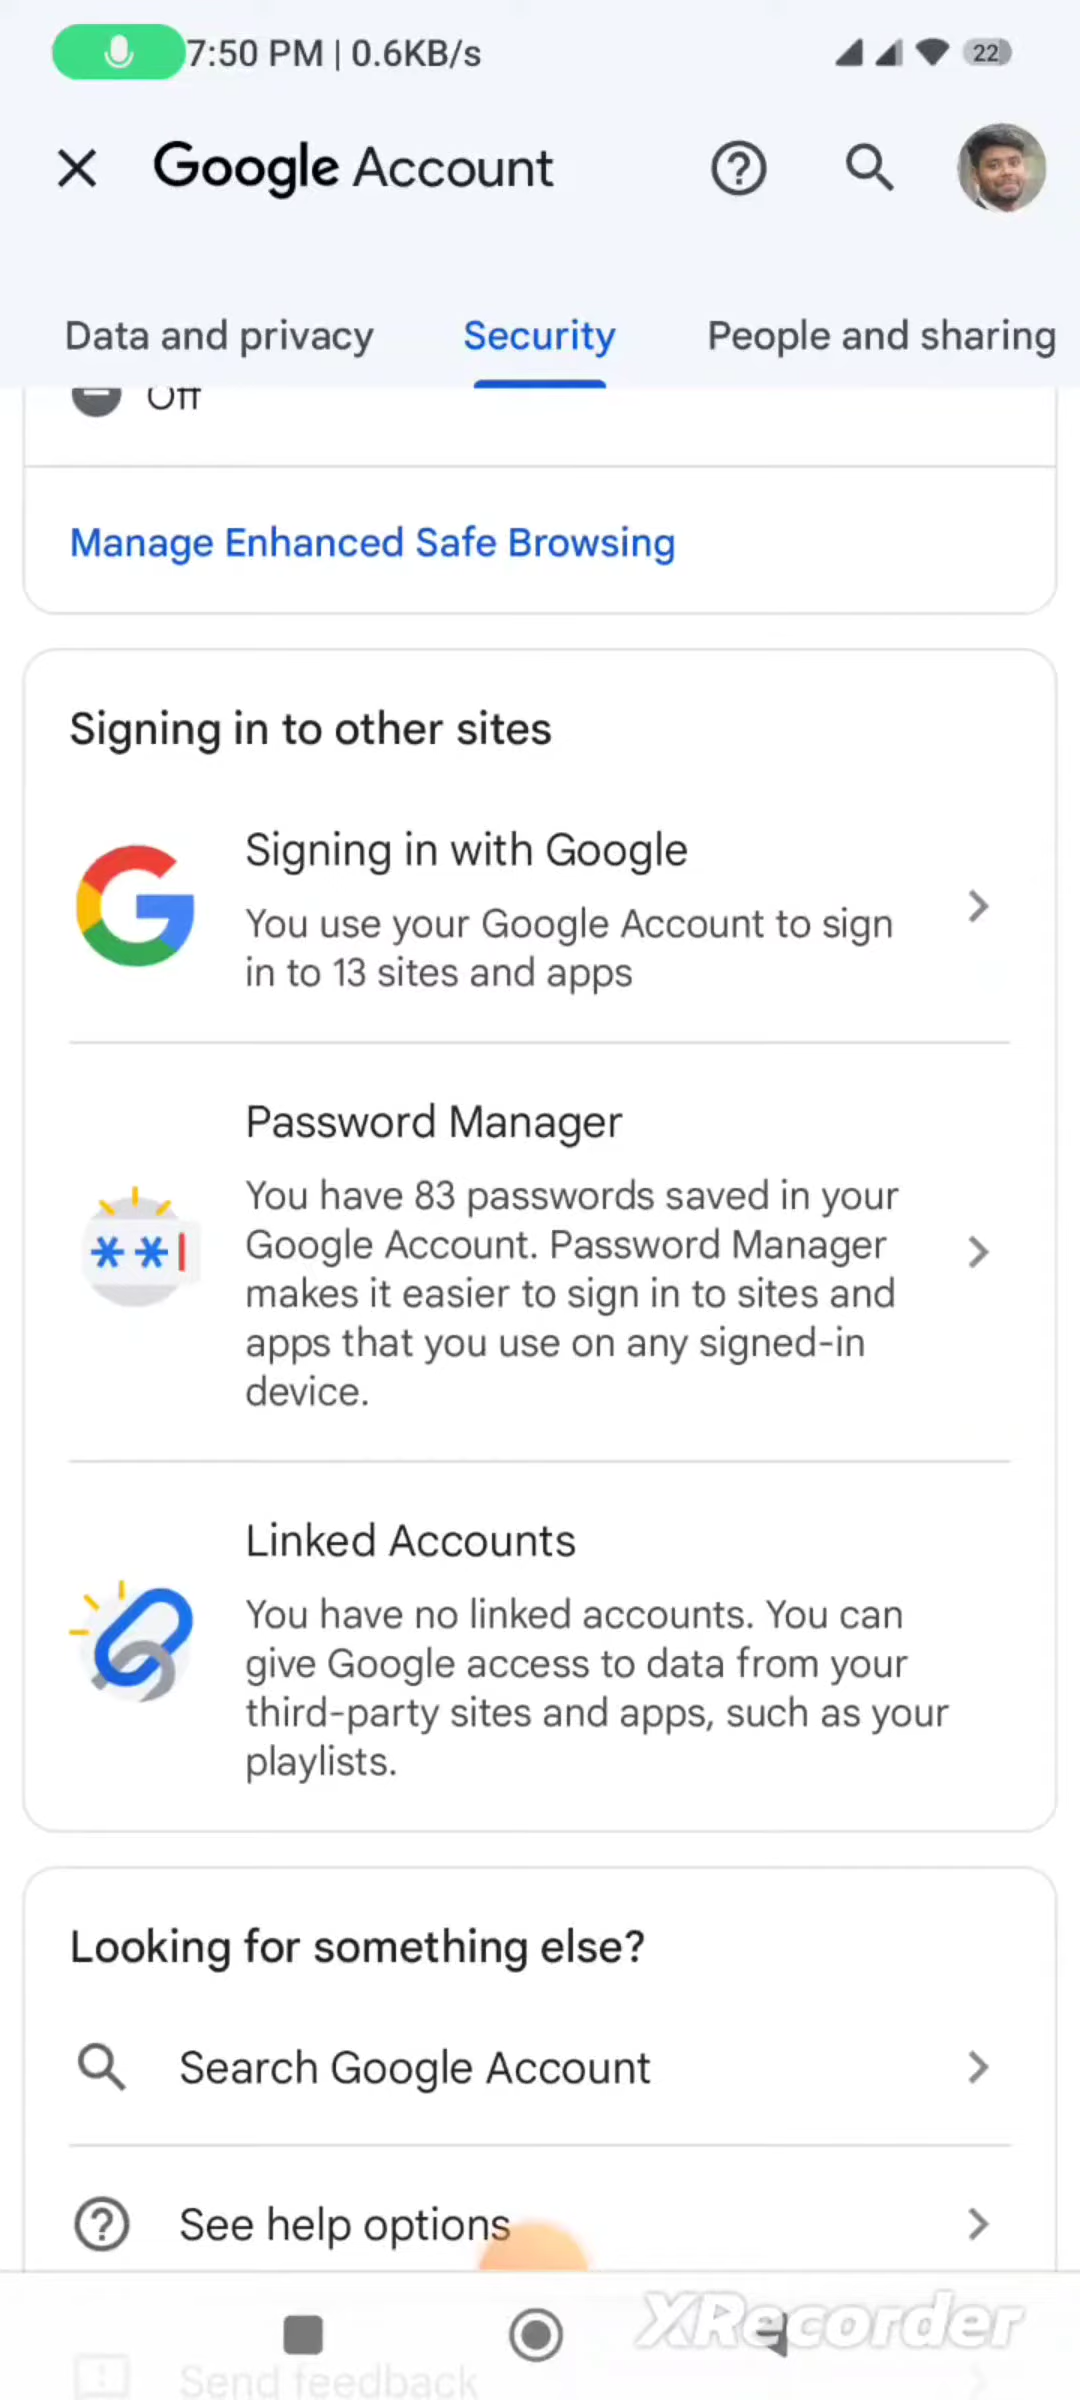 7:50 PM | 0.6KB/s
22
Google Account
Data and privacy
Security
People and sharing
Off
Manage Enhanced Safe Browsing
Signing in to other sites
Signing in with Google
You use your Google Account to sign
in to 13 sites and apps
Password Manager
You have 83 passwords saved in your
Google Account. Password Manager
makes it easier to sign in to sites and
apps that you use on any signed-in
device.
Linked Accounts
You have no linked accounts. You can
give Google access to data from your
third-party sites and apps, such as your
playlists.
Looking for something else?
Search Google Account
See help options
XRecorder
Send feedback